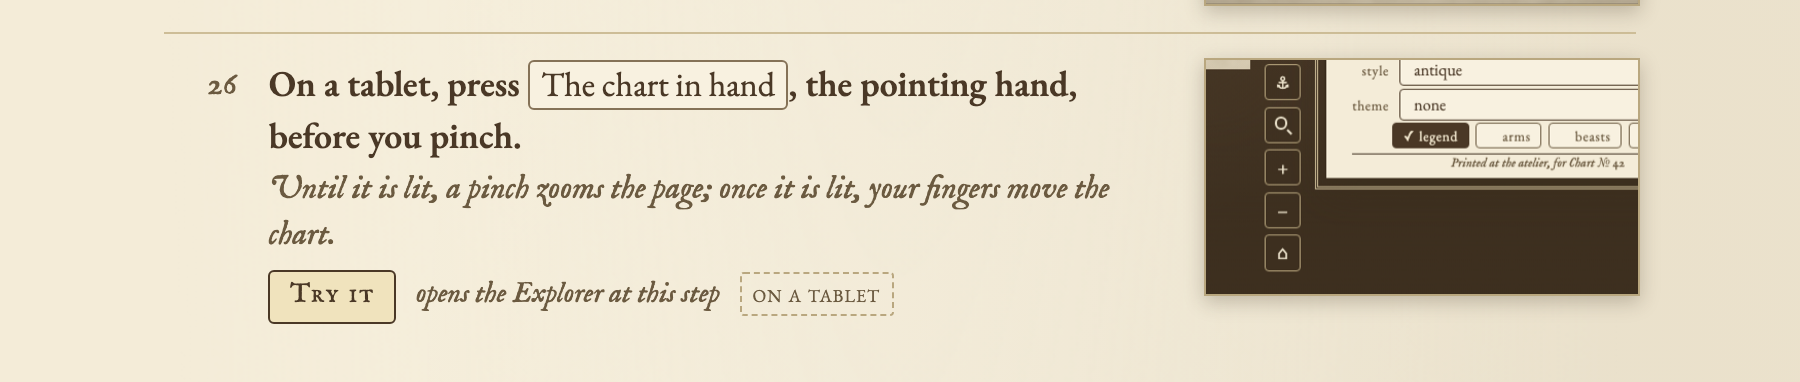 26
On a tablet, press The chart in hand, the pointing hand,
before you pinch.
Until it is lit, a pinch zooms the page; once it is lit, your fingers move the
chart.
TRY IT opens the Explorer at this step ON A TABLET
style antique
theme none
✓ legend arms beasts
Printed at the atelier, for Chart № 42
+
−